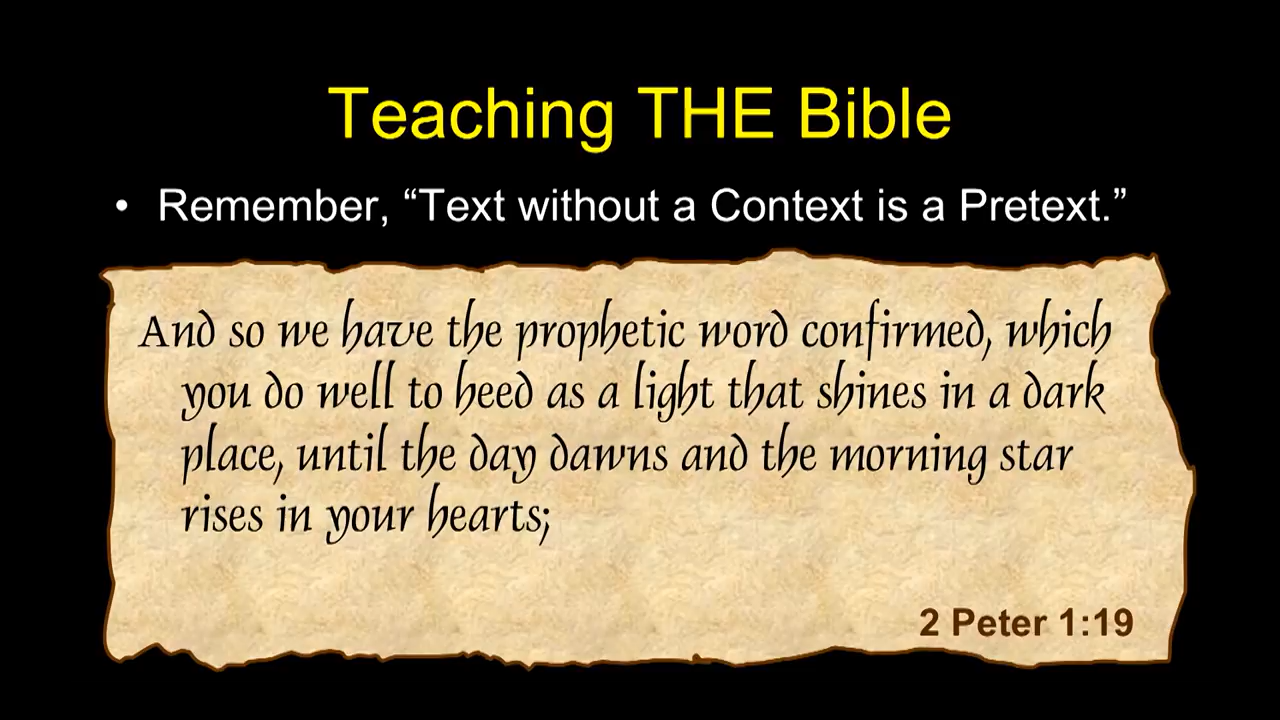 Teaching THE Bible
• Remember, “Text without a Context is a Pretext.”
And so we have the prophetic word confirmed, which
you do well to heed as a light that shines in a dark
place, until the day dawns and the morning star
rises in your hearts;
2 Peter 1:19